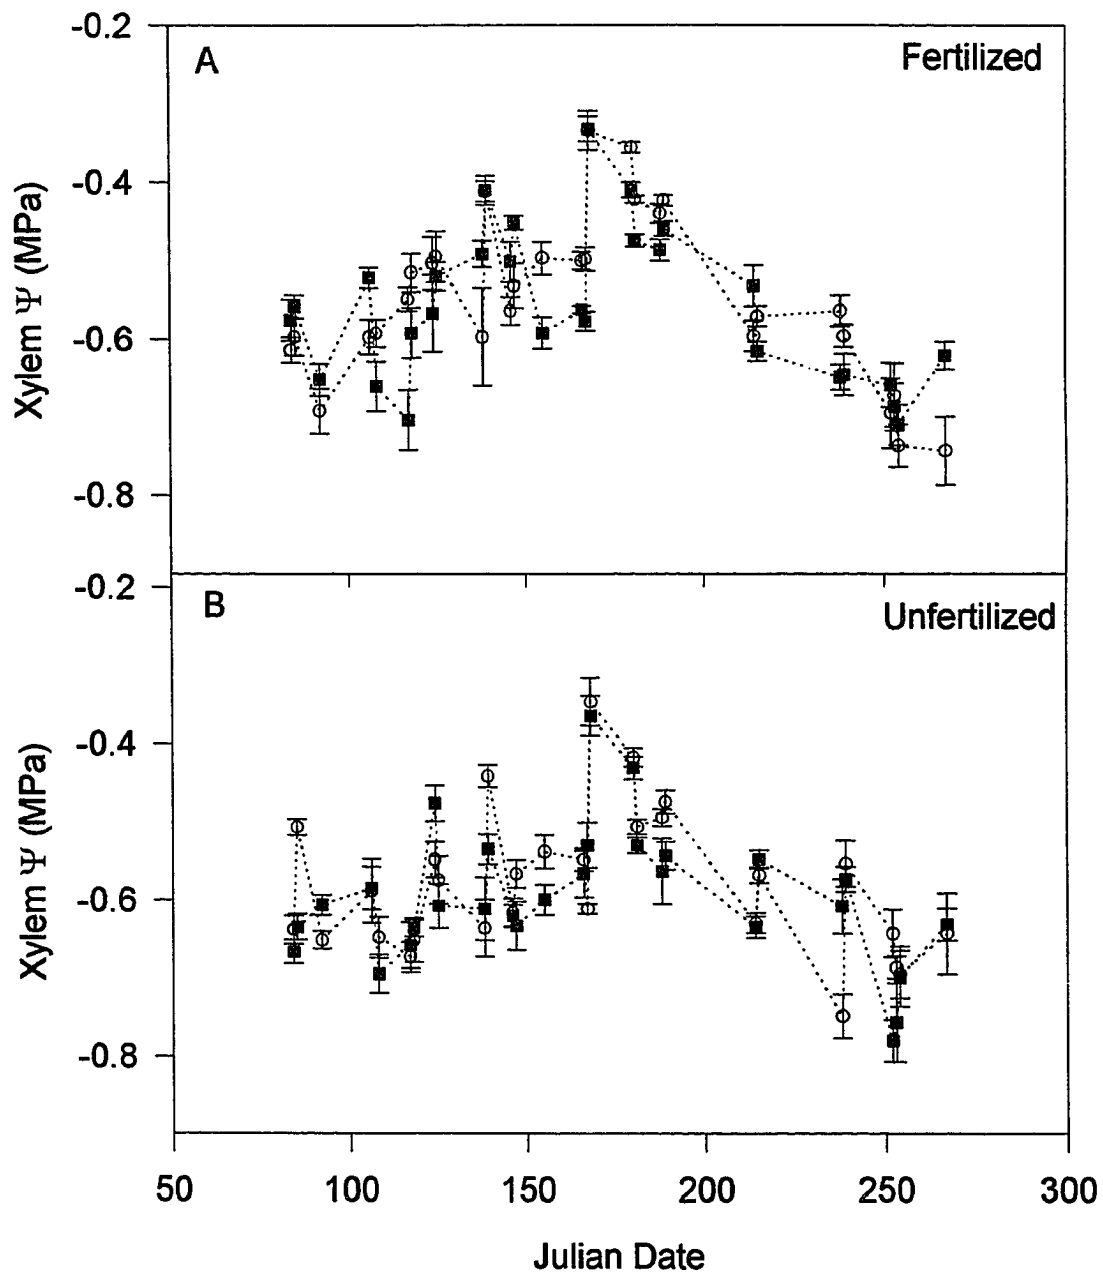 -0.2
A
Fertilized
-0.4
Xylem Ψ (MPa)
-0.6
-0.8
-0.2
B
Unfertilized
-0.4
Xylem Ψ (MPa)
-0.6
-0.8
50 100 150 200 250 300
Julian Date